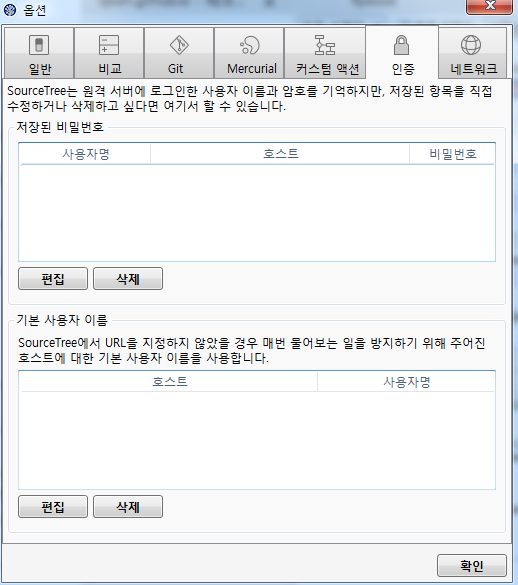 옵션
일반 비교 Git Mercurial 커스텀 액션 인증 네트워크
SourceTree는 원격 서버에 로그인한 사용자 이름과 암호를 기억하지만, 저장된 항목을 직접
수정하거나 삭제하고 싶다면 여기서 할 수 있습니다.
저장된 비밀번호
사용자명 호스트 비밀번호
편집 삭제
기본 사용자 이름
SourceTree에서 URL을 지정하지 않았을 경우 매번 물어보는 일을 방지하기 위해 주어진
호스트에 대한 기본 사용자 이름을 사용합니다.
호스트 사용자명
편집 삭제
확인